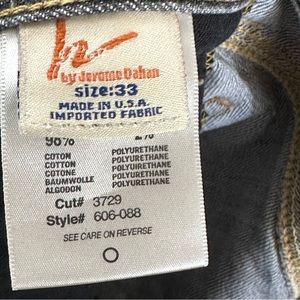 by Jerome Dahan
size:33
MADE IN U.S.A.
IMPORTED FABRIC
98% 2%
COTON POLYURETHANE
COTTON POLYURETHANE
COTONE POLYURETHANE
BAUMWOLLE POLYURETHANE
ALGODON POLYURETHANE
Cut# 3729
Style# 606-088
SEE CARE ON REVERSE